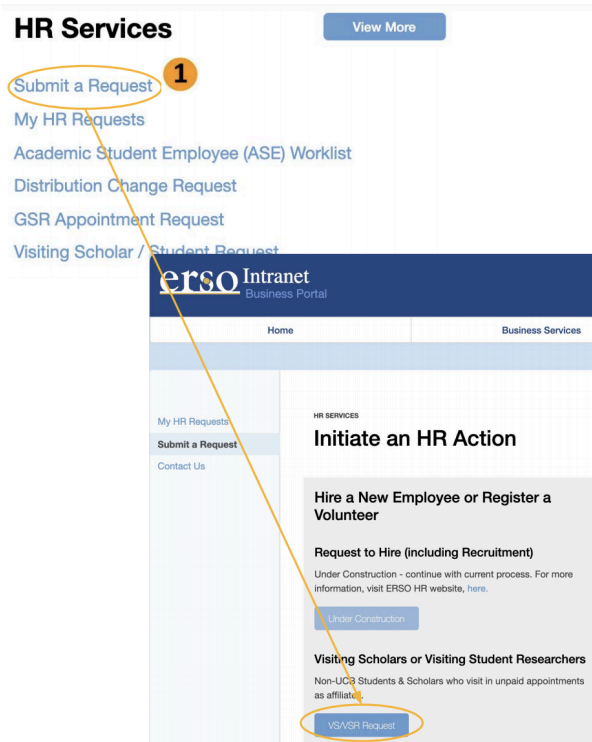 HR Services
View More
Submit a Request
1
My HR Requests
Academic Student Employee (ASE) Worklist
Distribution Change Request
GSR Appointment Request
Visiting Scholar / Student Request
erso Intranet
Business Portal
Home
Business Services
My HR Requests
Submit a Request
Contact Us
HR SERVICES
Initiate an HR Action
Hire a New Employee or Register a
Volunteer
Request to Hire (including Recruitment)
Under Construction - continue with current process. For more
information, visit ERSO HR website, here.
Under Construction
Visiting Scholars or Visiting Student Researchers
Non-UCB Students & Scholars who visit in unpaid appointments
as affiliates.
VS/VSR Request